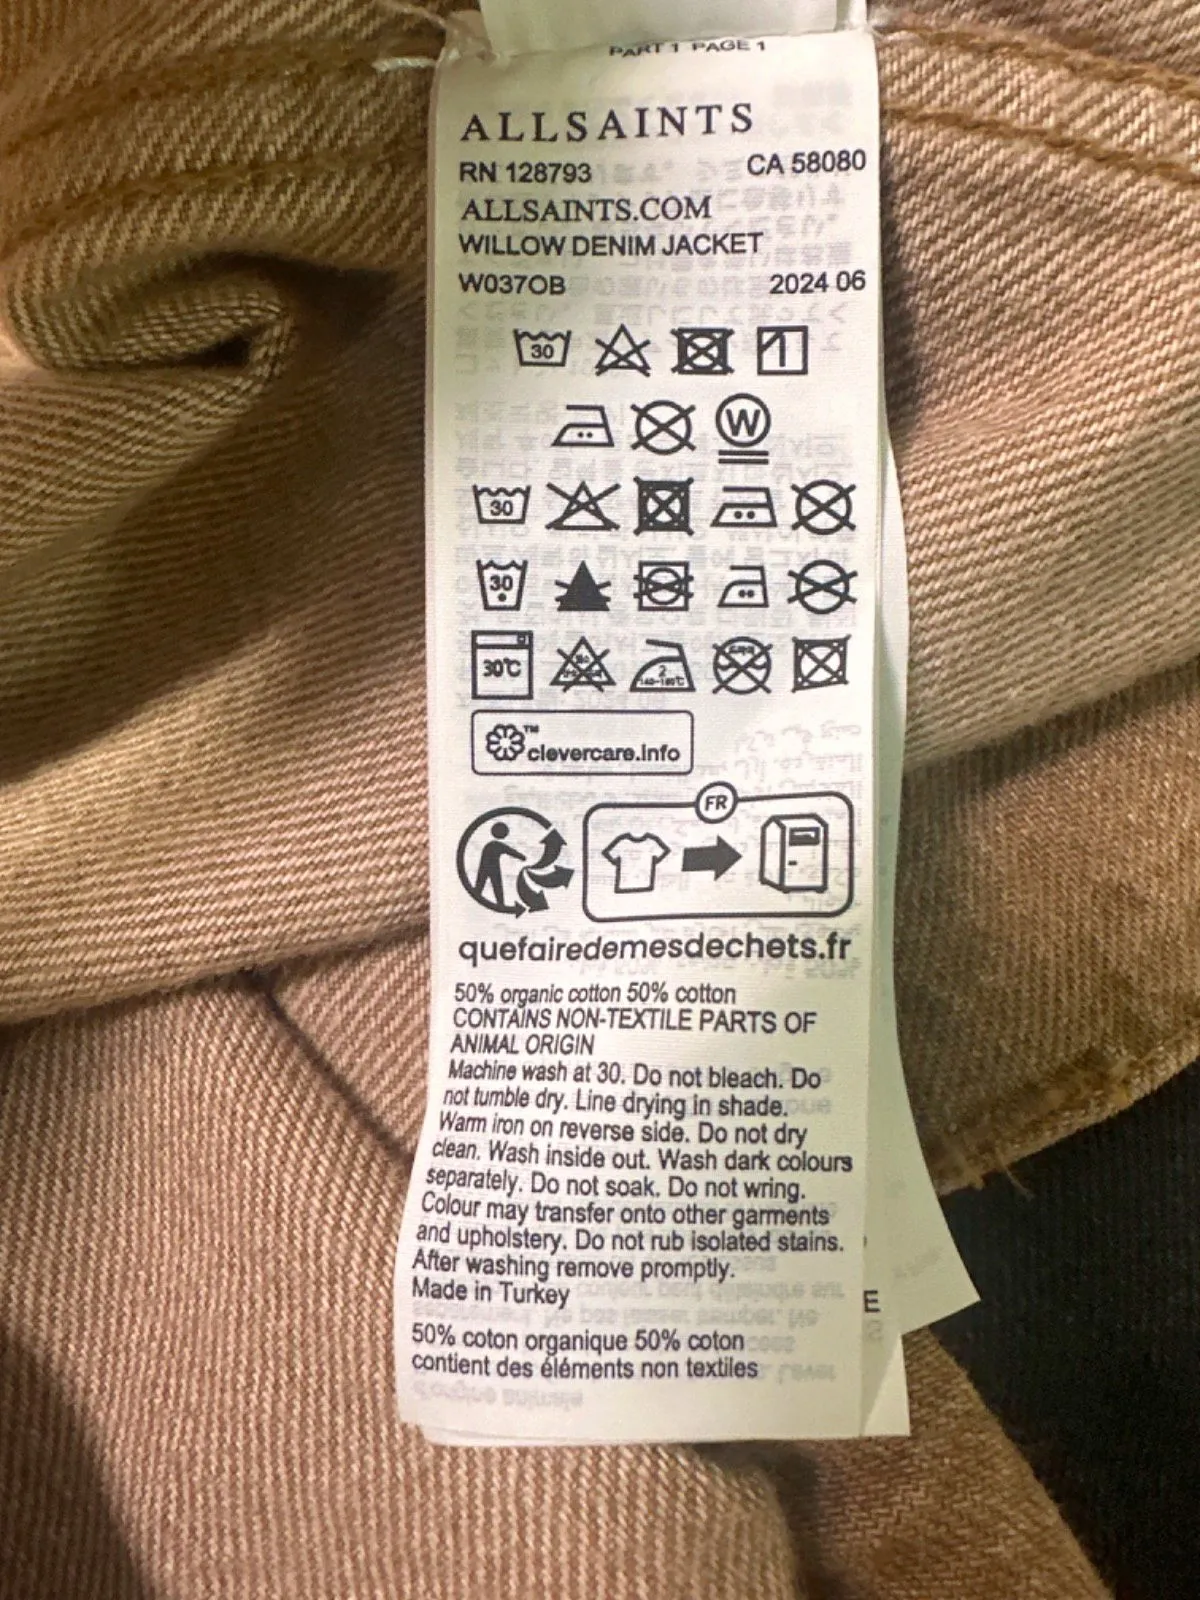 PART 1 PAGE 1
ALLSAINTS
RN 128793 CA 58080
ALLSAINTS.COM
WILLOW DENIM JACKET
W037OB 2024 06
30
W
30
30
30°C
2
140-160°C
™
clevercare.info
FR
quefairedemesdechets.fr
50% organic cotton 50% cotton
CONTAINS NON-TEXTILE PARTS OF
ANIMAL ORIGIN
Machine wash at 30. Do not bleach. Do
not tumble dry. Line drying in shade.
Warm iron on reverse side. Do not dry
clean. Wash inside out. Wash dark colours
separately. Do not soak. Do not wring.
Colour may transfer onto other garments
and upholstery. Do not rub isolated stains.
After washing remove promptly.
Made in Turkey
E
50% coton organique 50% coton
contient des éléments non textiles